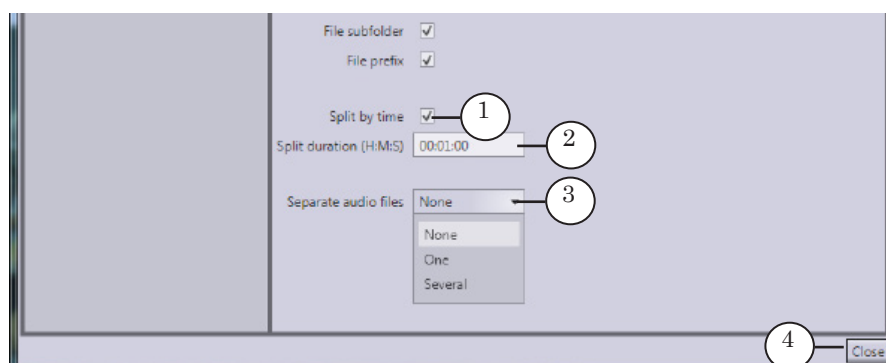 File subfolder
File prefix
Split by time 1
Split duration (H:M:S) 00:01:00 2
Separate audio files None 3
None
One
Several
4 Close